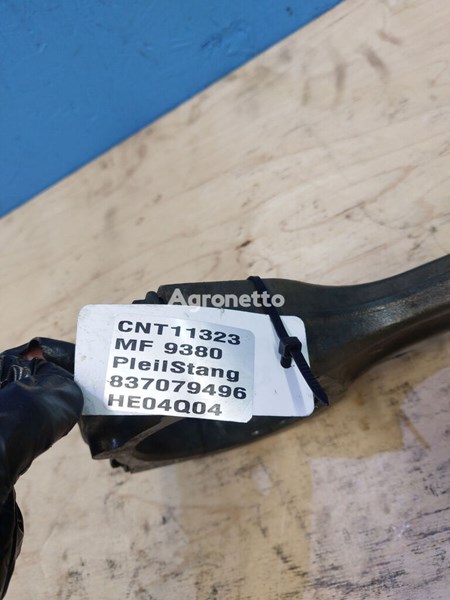 Agronetto
CNT11323
MF 9380
PleilStang
837079496
HE04Q04